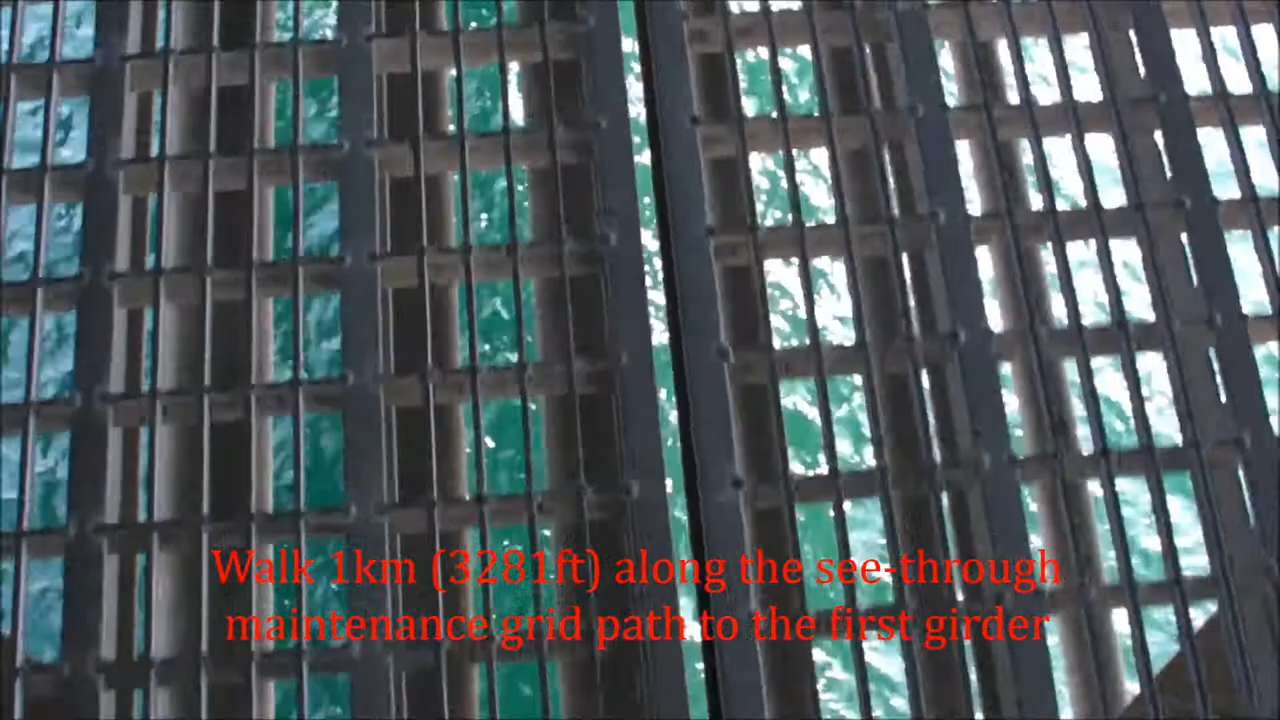 Walk 1km (3281ft) along the see-through
maintenance grid path to the first girder